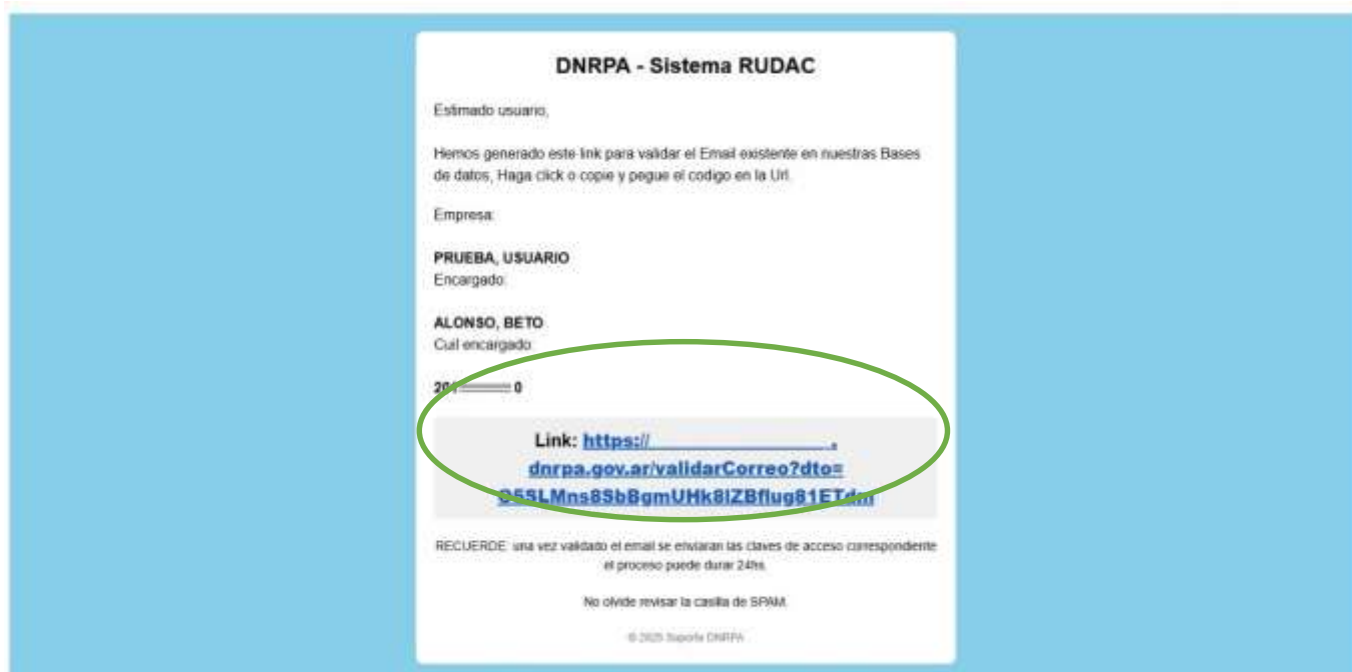 DNRPA - Sistema RUDAC
Estimado usuario,
Hemos generado este link para validar el Email existente en nuestras Bases
de datos, Haga click o copie y pegue el codigo en la Url.
Empresa:
PRUEBA, USUARIO
Encargado:
ALONSO, BETO
Cuil encargado:
20 0
Link: https:// .
dnrpa.gov.ar/validarCorreo?dto=
RECUERDE: una vez validado el email se enviaran las claves de acceso correspondiente
el proceso puede durar 24hs.
No olvide revisar la casilla de SPAM.
© 2025 Soporte DNRPA